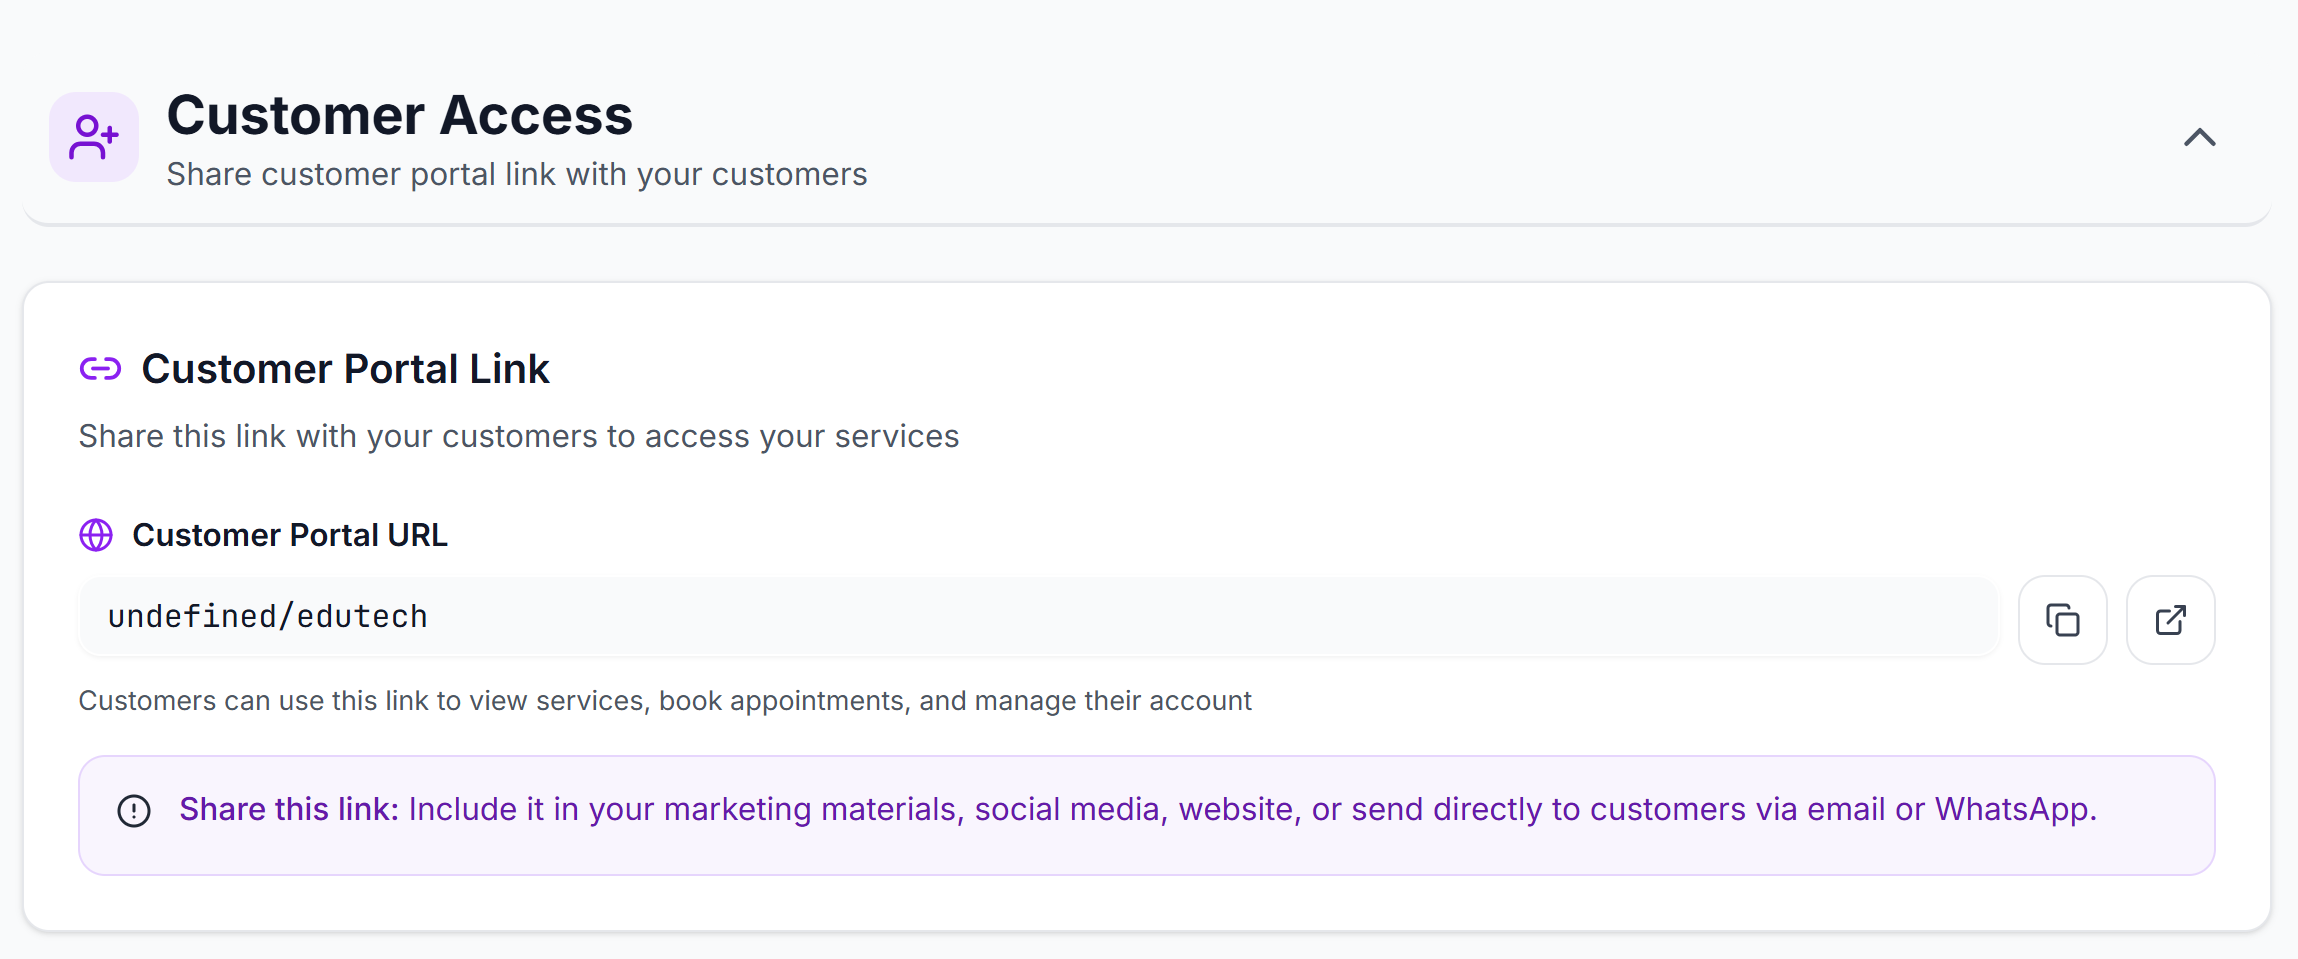 Customer Access
Share customer portal link with your customers
Customer Portal Link
Share this link with your customers to access your services
Customer Portal URL
undefined/edutech
Customers can use this link to view services, book appointments, and manage their account
Share this link: Include it in your marketing materials, social media, website, or send directly to customers via email or WhatsApp.